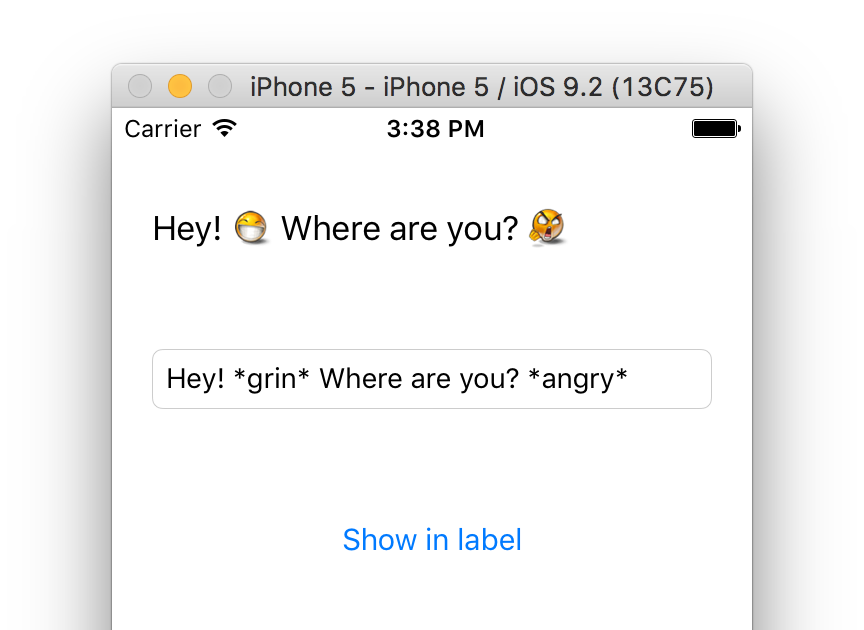 iPhone 5 - iPhone 5 / iOS 9.2 (13C75)
Carrier 3:38 PM
Hey! Where are you?
Hey! *grin* Where are you? *angry*
Show in label